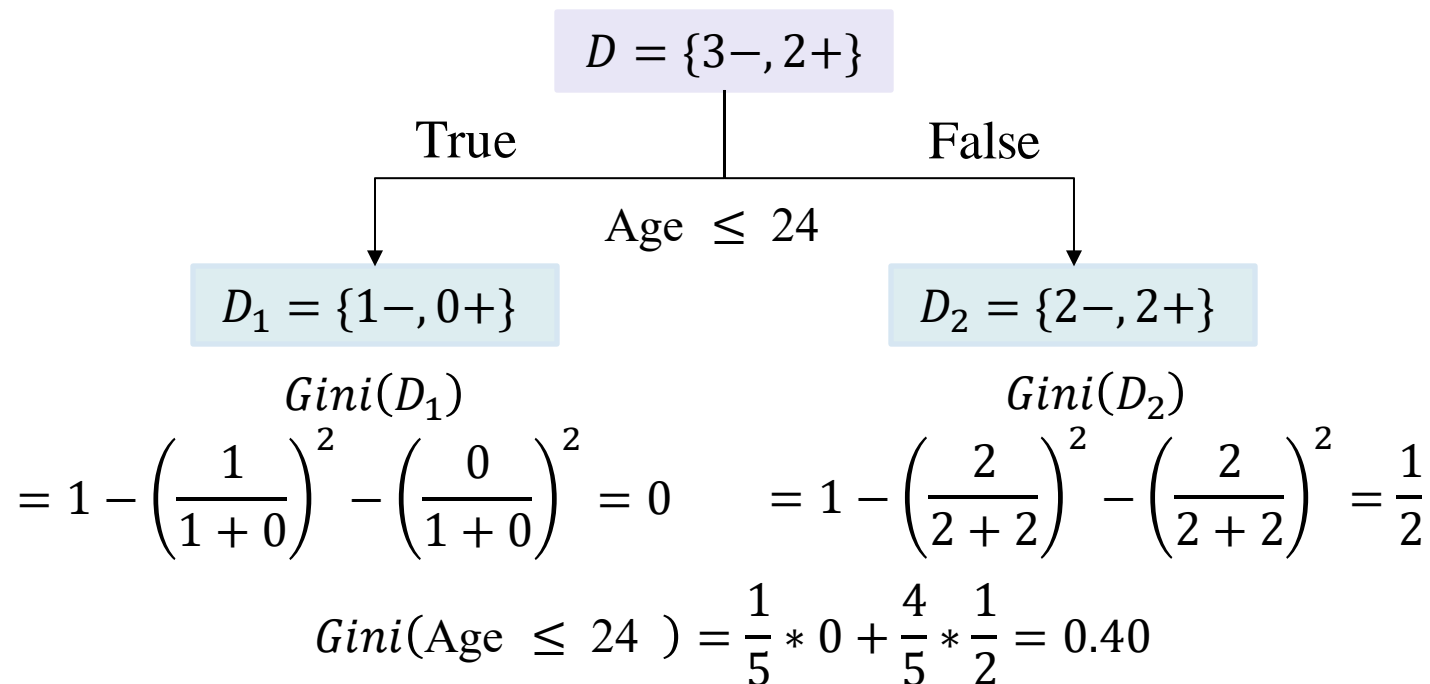 D = {3−, 2+}
True False
Age ≤ 24
D₁ = {1−, 0+} D₂ = {2−, 2+}
Gini(D₁) Gini(D₂)
= 1 − (1/(1 + 0))² − (0/(1 + 0))² = 0 = 1 − (2/(2 + 2))² − (2/(2 + 2))² = 1/2
Gini(Age ≤ 24 ) = 1/5 * 0 + 4/5 * 1/2 = 0.40